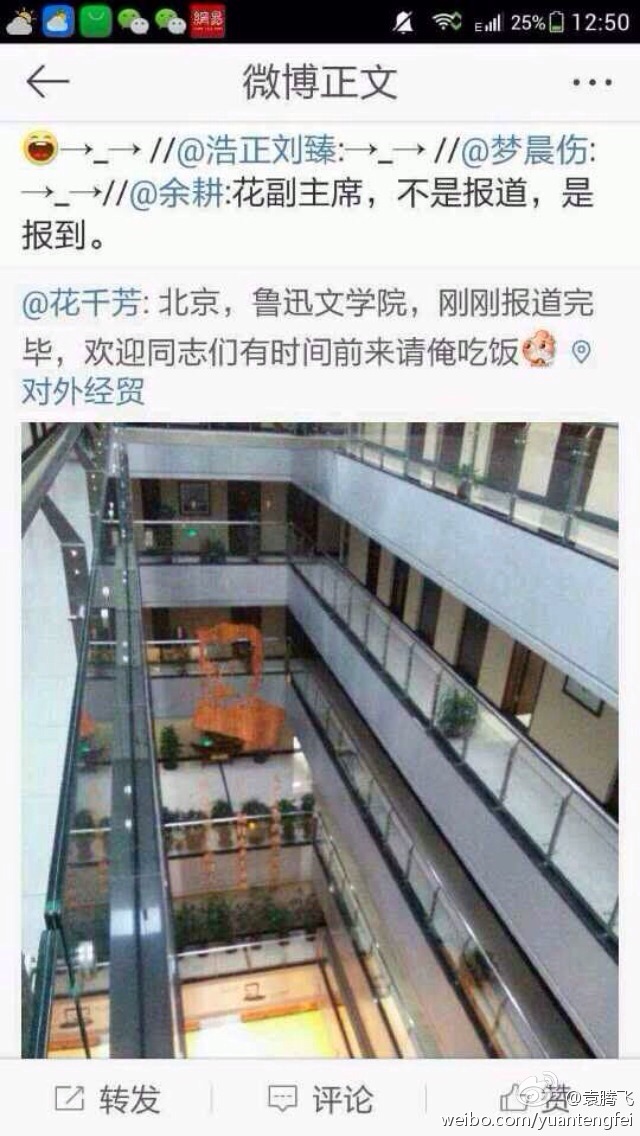 網易
E 25% 12:50
微博正文
→_→ //@浩正刘臻:→_→ //@梦晨伤:
→_→//@余耕:花副主席，不是报道，是
报到。
@花千芳: 北京，鲁迅文学院，刚刚报道完
毕，欢迎同志们有时间前来请俺吃饭
对外经贸
转发 评论 赞
@袁腾飞
weibo.com/yuantengfei